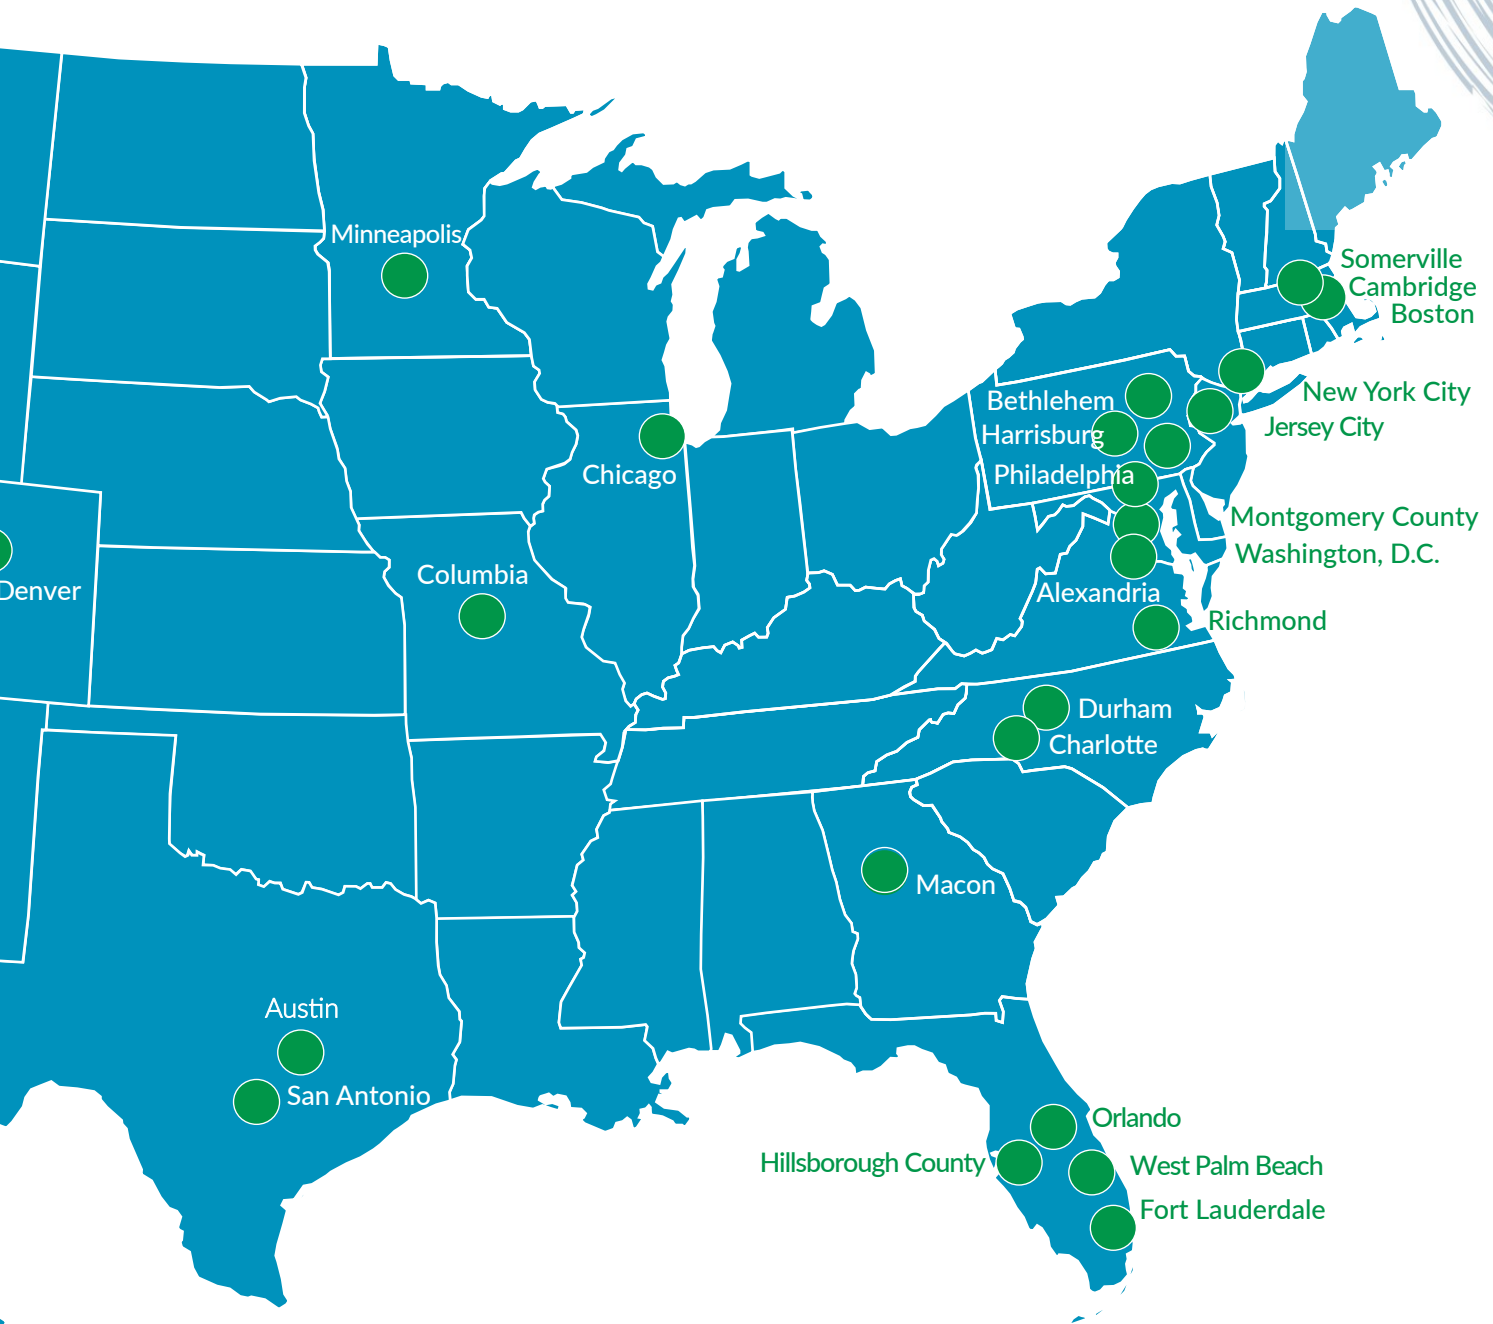 Minneapolis
Somerville
Cambridge
Boston
New York City
Bethlehem
Jersey City
Harrisburg
Chicago
Philadelphia
Montgomery County
Washington, D.C.
Columbia
Denver
Alexandria
Richmond
Durham
Charlotte
Macon
Austin
San Antonio
Orlando
Hillsborough County
West Palm Beach
Fort Lauderdale